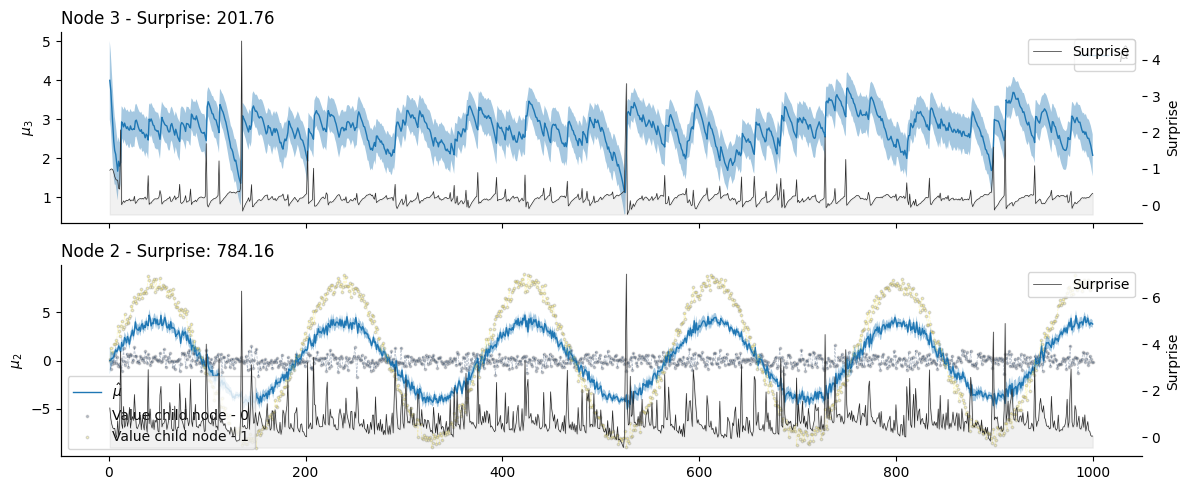 Node 3 - Surprise: 201.76
5
4
3
2
1
μ3
Surprise
4
3
2
1
0
Surprise
Node 2 - Surprise: 784.16
5
0
−5
μ2
μ̂
Value child node - 0
Value child node - 1
Surprise
6
4
2
0
Surprise
0
200
400
600
800
1000